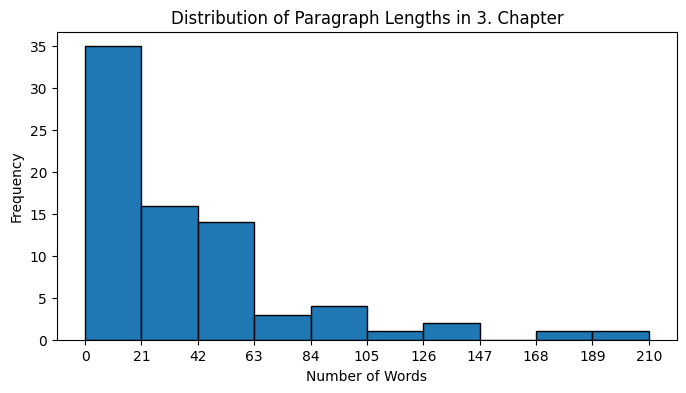 Distribution of Paragraph Lengths in 3. Chapter
35
30
25
20
15
10
5
0
Frequency
0 21 42 63 84 105 126 147 168 189 210
Number of Words